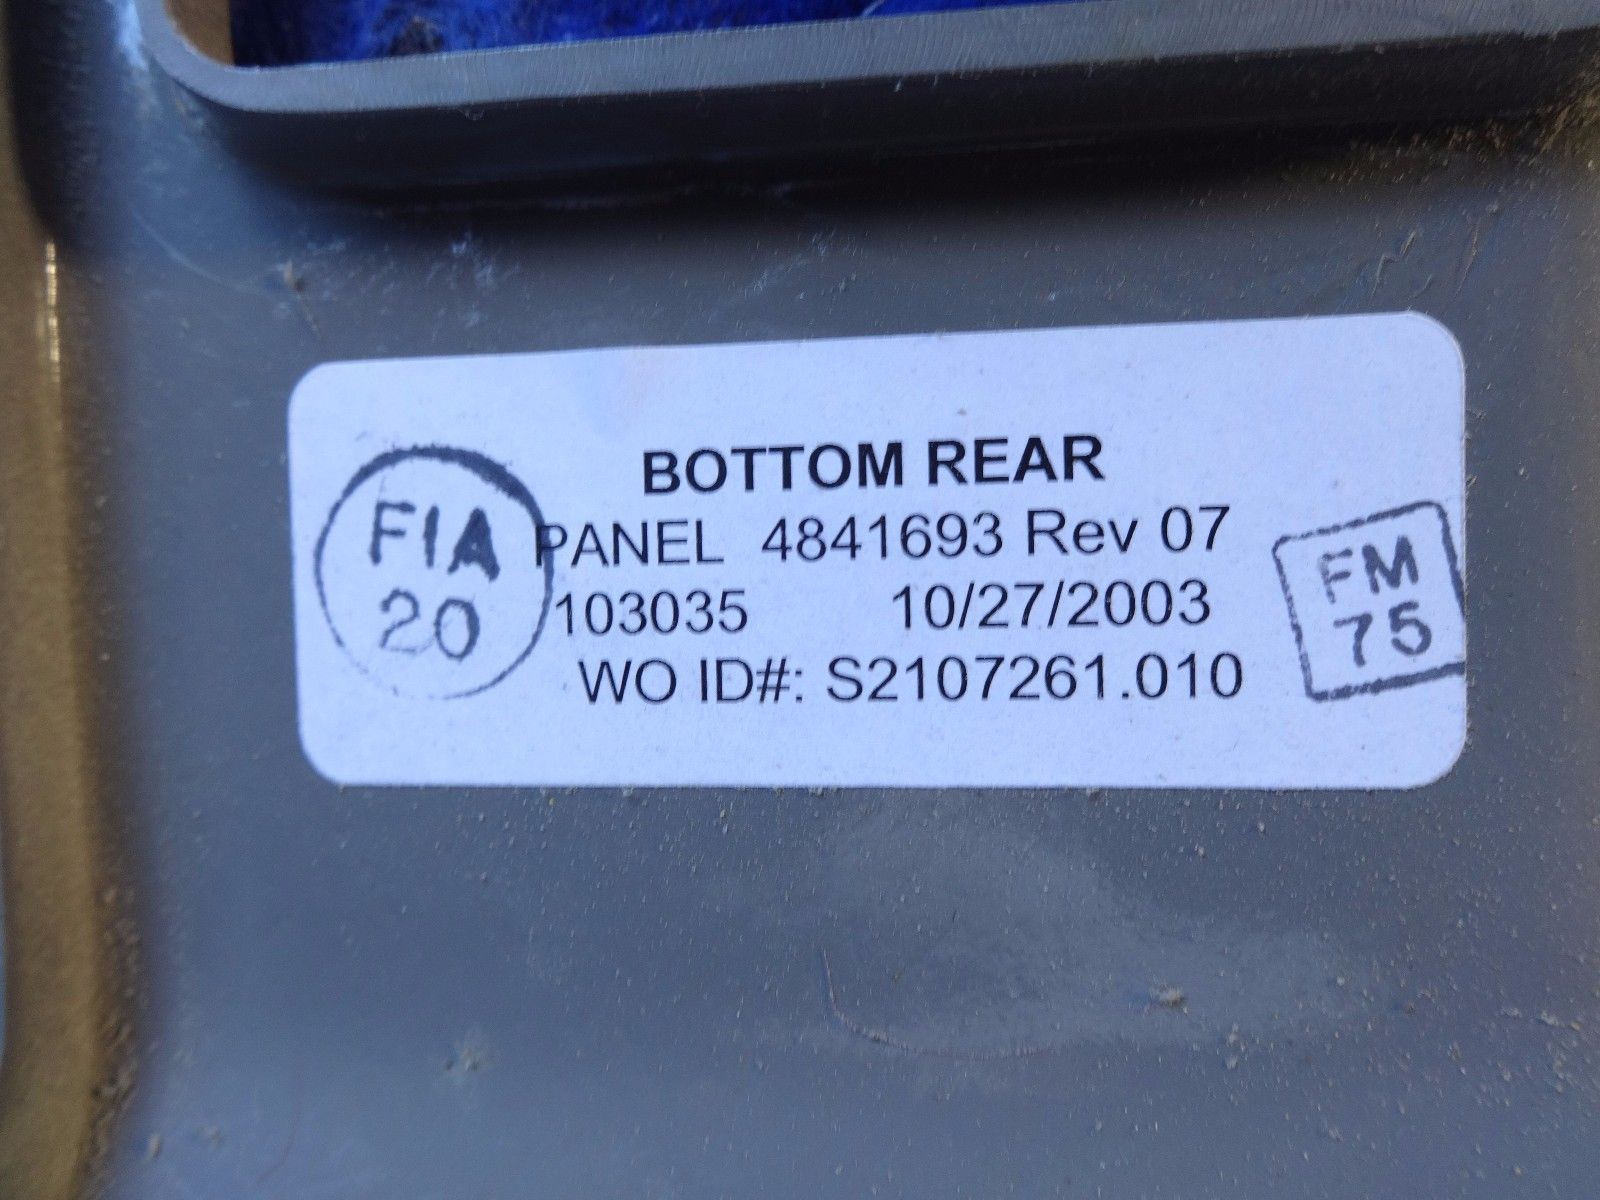 BOTTOM REAR
PANEL 4841693 Rev 07
103035 10/27/2003
WO ID#: S2107261.010
FIA
20
FM
75